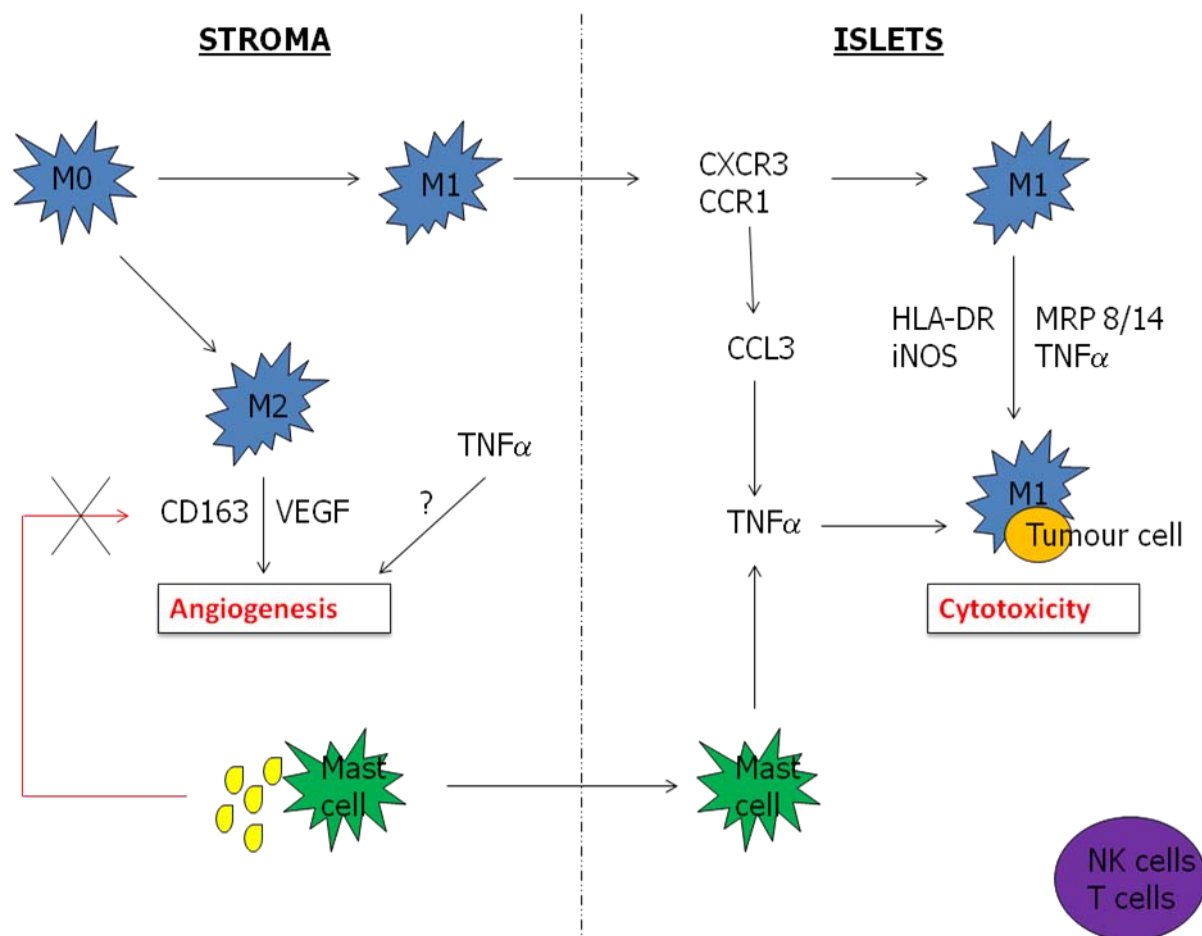 STROMA
ISLETS
M0
M1
CXCR3
CCR1
M1
HLA-DR
iNOS
MRP 8/14
TNFα
CCL3
M2
TNFα
?
CD163
VEGF
TNFα
M1
Tumour cell
Angiogenesis
Cytotoxicity
Mast
cell
Mast
cell
NK cells
T cells